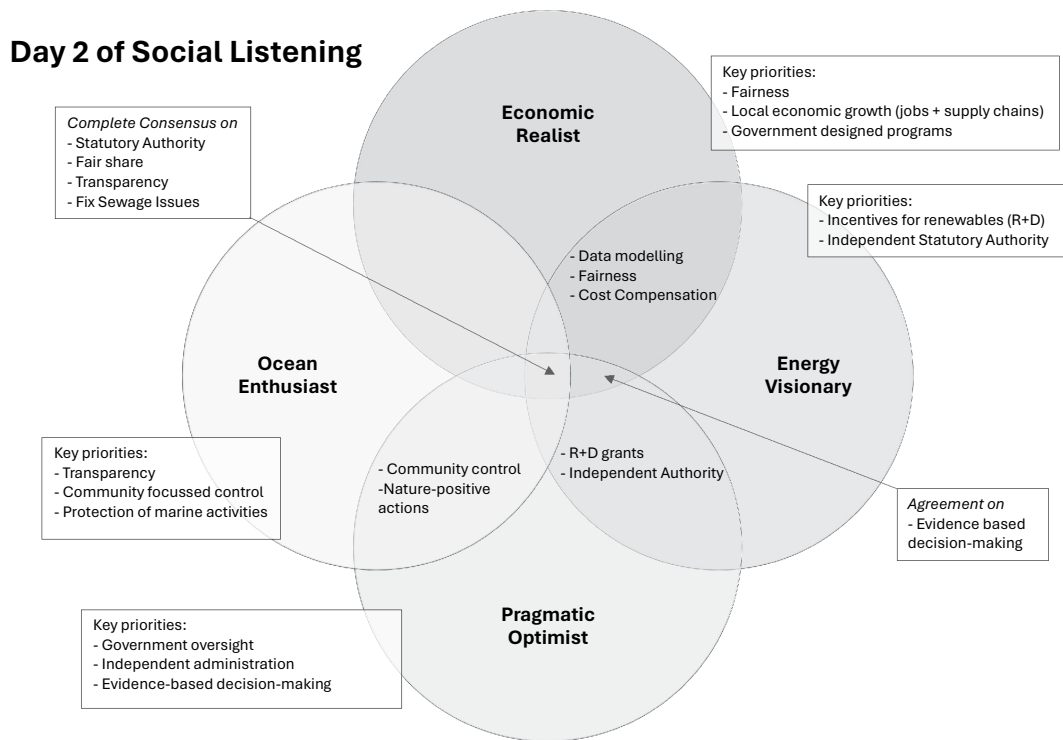 Day 2 of Social Listening
Complete Consensus on
- Statutory Authority
- Fair share
- Transparency
- Fix Sewage Issues
Economic
Realist
Key priorities:
- Fairness
- Local economic growth (jobs + supply chains)
- Government designed programs
Key priorities:
- Incentives for renewables (R+D)
- Independent Statutory Authority
- Data modelling
- Fairness
- Cost Compensation
Ocean
Enthusiast
Energy
Visionary
Key priorities:
- Transparency
- Community focussed control
- Protection of marine activities
- Community control
-Nature-positive
actions
- R+D grants
- Independent Authority
Agreement on
- Evidence based
decision-making
Key priorities:
- Government oversight
- Independent administration
- Evidence-based decision-making
Pragmatic
Optimist